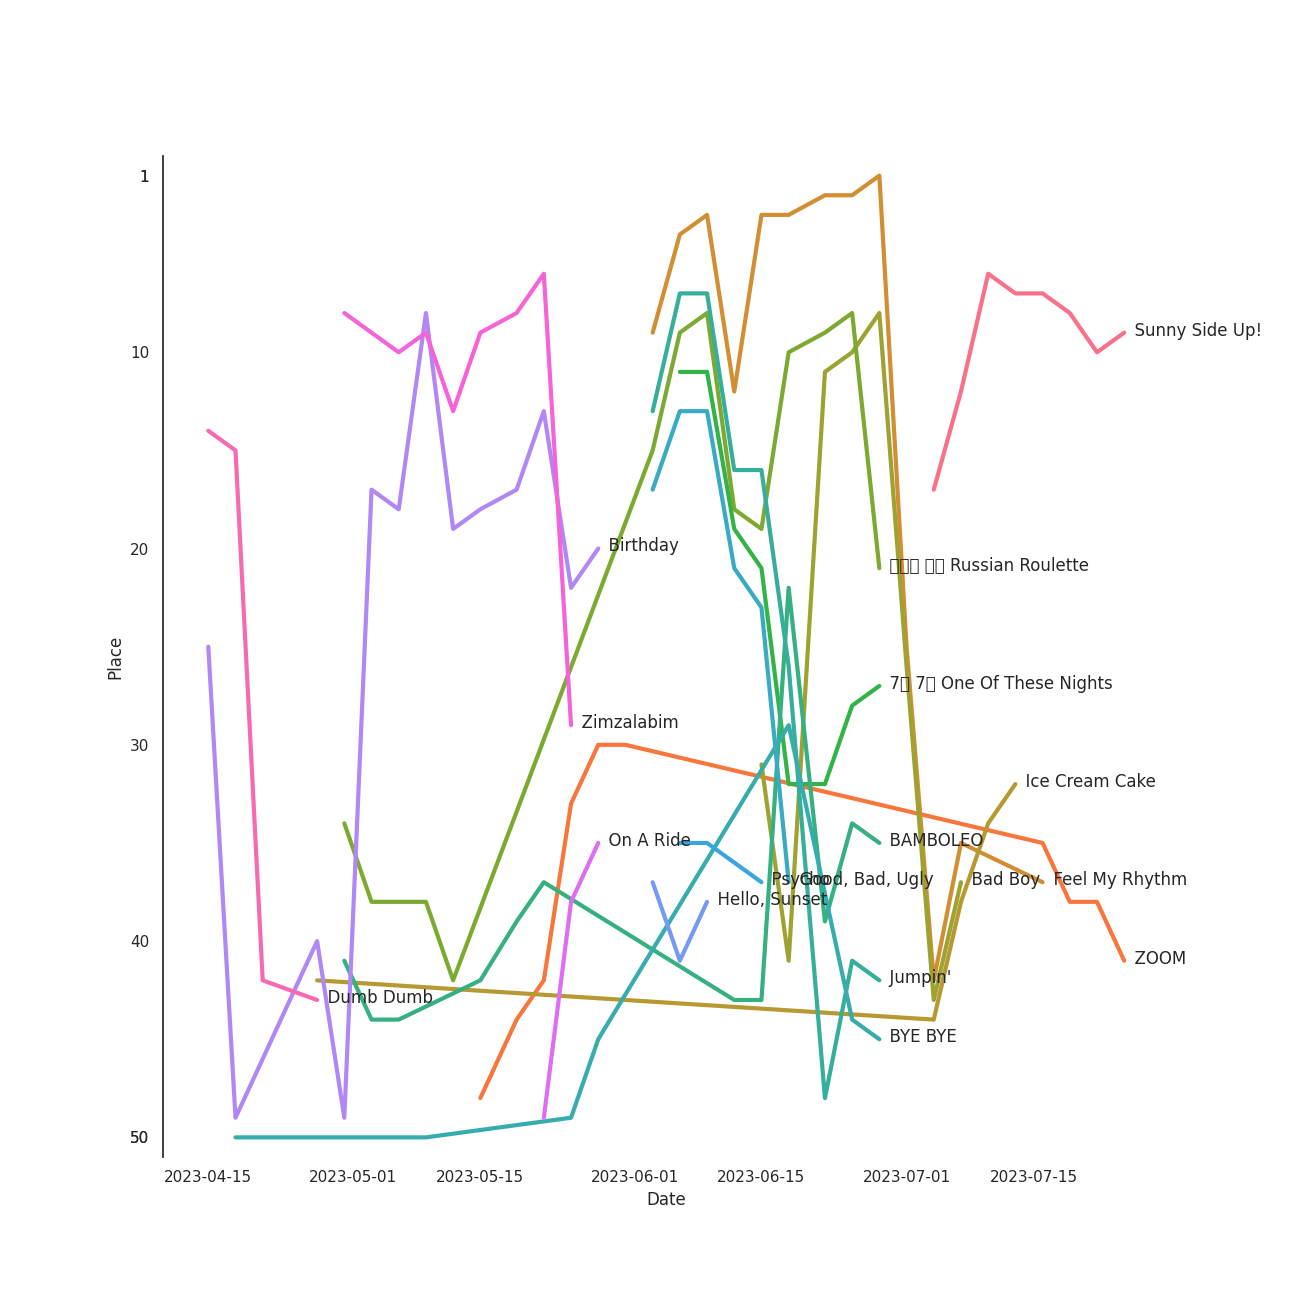 1
10
20
30
40
50
Place
2023-04-15
2023-05-01
2023-05-15
2023-06-01
2023-06-15
2023-07-01
2023-07-15
Date
Sunny Side Up!
Birthday
Russian Roulette
7 7 One Of These Nights
Zimzalabim
Ice Cream Cake
On A Ride
BAMBOLEO
Psycho
Good, Bad, Ugly
Bad Boy
Feel My Rhythm
Hello, Sunset
ZOOM
Jumpin'
Dumb Dumb
BYE BYE